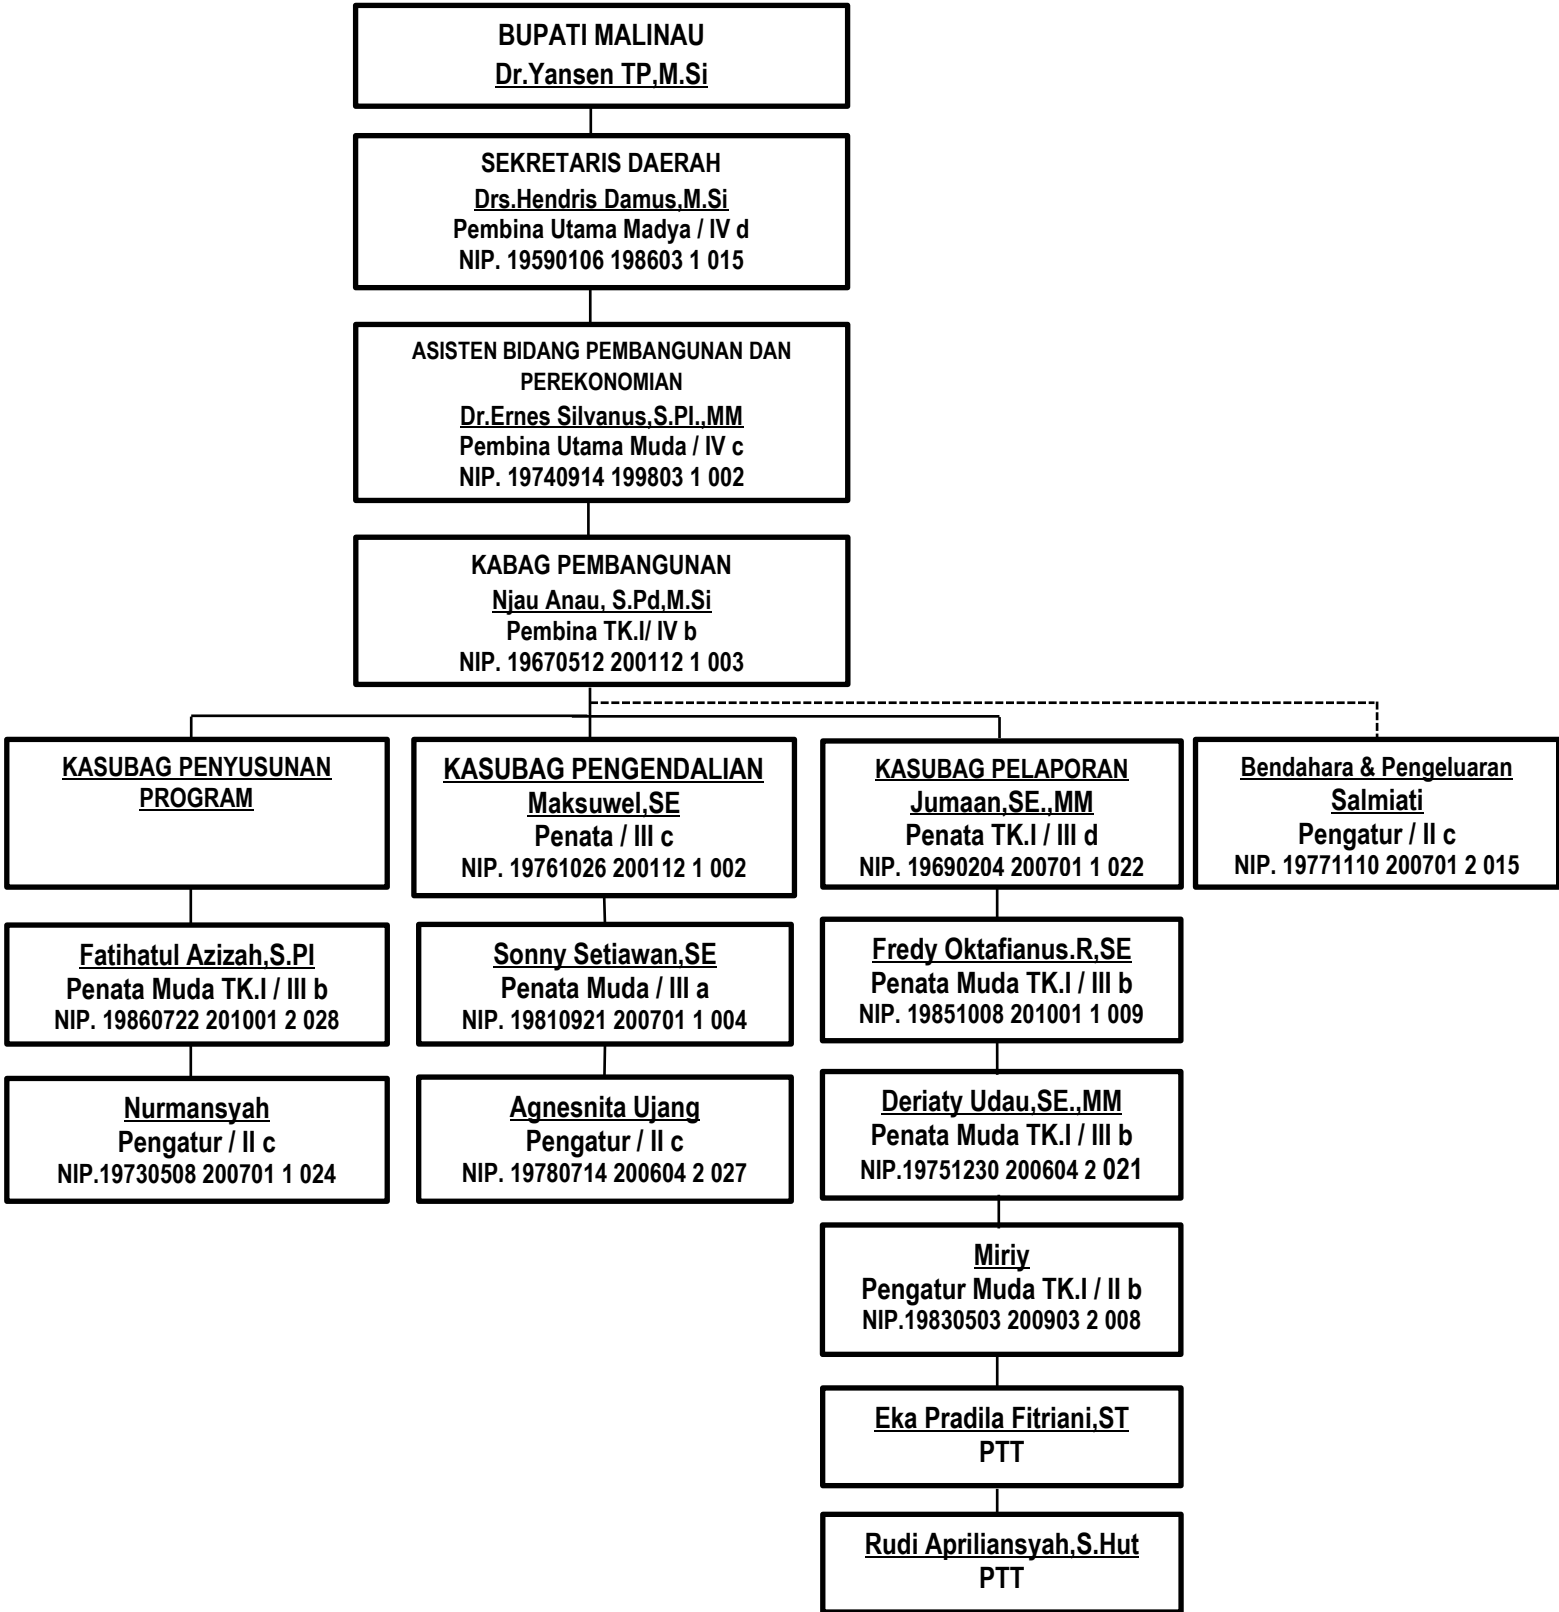 BUPATI MALINAU
Dr.Yansen TP,M.Si
SEKRETARIS DAERAH
Drs.Hendris Damus,M.Si
Pembina Utama Madya / IV d
NIP. 19590106 198603 1 015
ASISTEN BIDANG PEMBANGUNAN DAN
PEREKONOMIAN
Dr.Ernes Silvanus,S.PI.,MM
Pembina Utama Muda / IV c
NIP. 19740914 199803 1 002
KABAG PEMBANGUNAN
Njau Anau, S.Pd,M.Si
Pembina TK.I/ IV b
NIP. 19670512 200112 1 003
KASUBAG PENYUSUNAN
PROGRAM
KASUBAG PENGENDALIAN
Maksuwel,SE
Penata / III c
NIP. 19761026 200112 1 002
KASUBAG PELAPORAN
Jumaan,SE.,MM
Penata TK.I / III d
NIP. 19690204 200701 1 022
Bendahara & Pengeluaran
Salmiati
Pengatur / II c
NIP. 19771110 200701 2 015
Fatihatul Azizah,S.PI
Penata Muda TK.I / III b
NIP. 19860722 201001 2 028
Sonny Setiawan,SE
Penata Muda / III a
NIP. 19810921 200701 1 004
Fredy Oktafianus.R,SE
Penata Muda TK.I / III b
NIP. 19851008 201001 1 009
Nurmansyah
Pengatur / II c
NIP.19730508 200701 1 024
Agnesnita Ujang
Pengatur / II c
NIP. 19780714 200604 2 027
Deriaty Udau,SE.,MM
Penata Muda TK.I / III b
NIP.19751230 200604 2 021
Miriy
Pengatur Muda TK.I / II b
NIP.19830503 200903 2 008
Eka Pradila Fitriani,ST
PTT
Rudi Apriliansyah,S.Hut
PTT